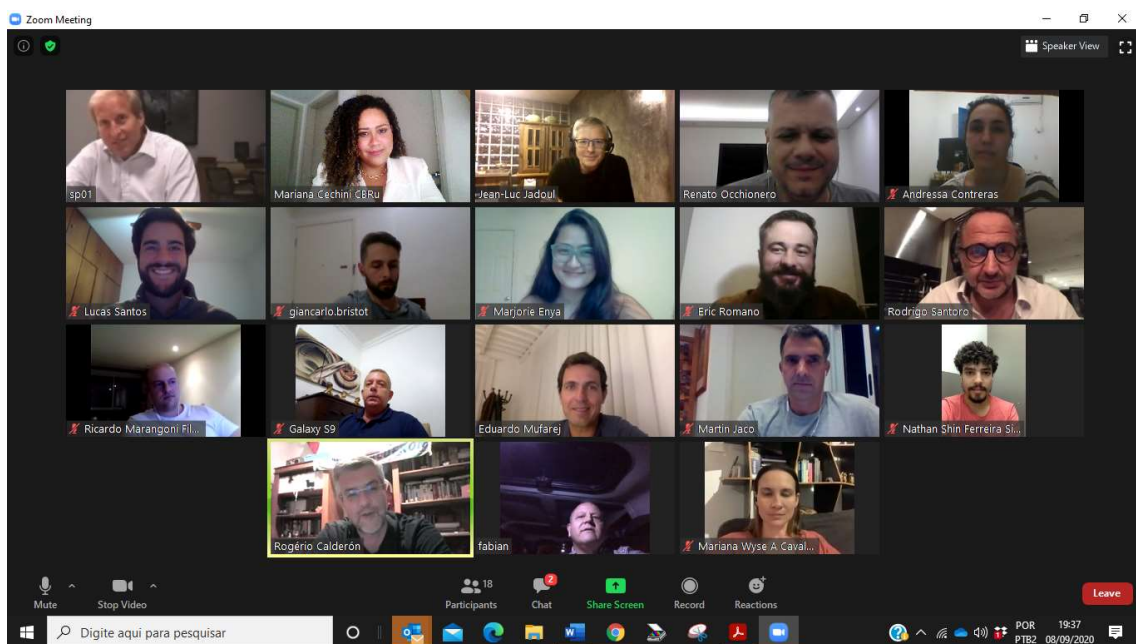 Zoom Meeting
Speaker View
sp01
Mariana Cechini CBRu
Jean-Luc Jadoul
Renato Occhionero
Andressa Contreras
Lucas Santos
giancarlo.bristot
Marjorie Enya
Eric Romano
Rodrigo Santoro
Ricardo Marangoni Fil...
Galaxy S9
Eduardo Mufarej
Martin Jaco
Nathan Shin Ferreira Si...
Rogério Calderón
fabian
Mariana Wyse A Caval...
Mute
Stop Video
18
Participants
2
Chat
Share Screen
Record
Reactions
Leave
Digite aqui para pesquisar
POR
PTB2
19:37
08/09/2020